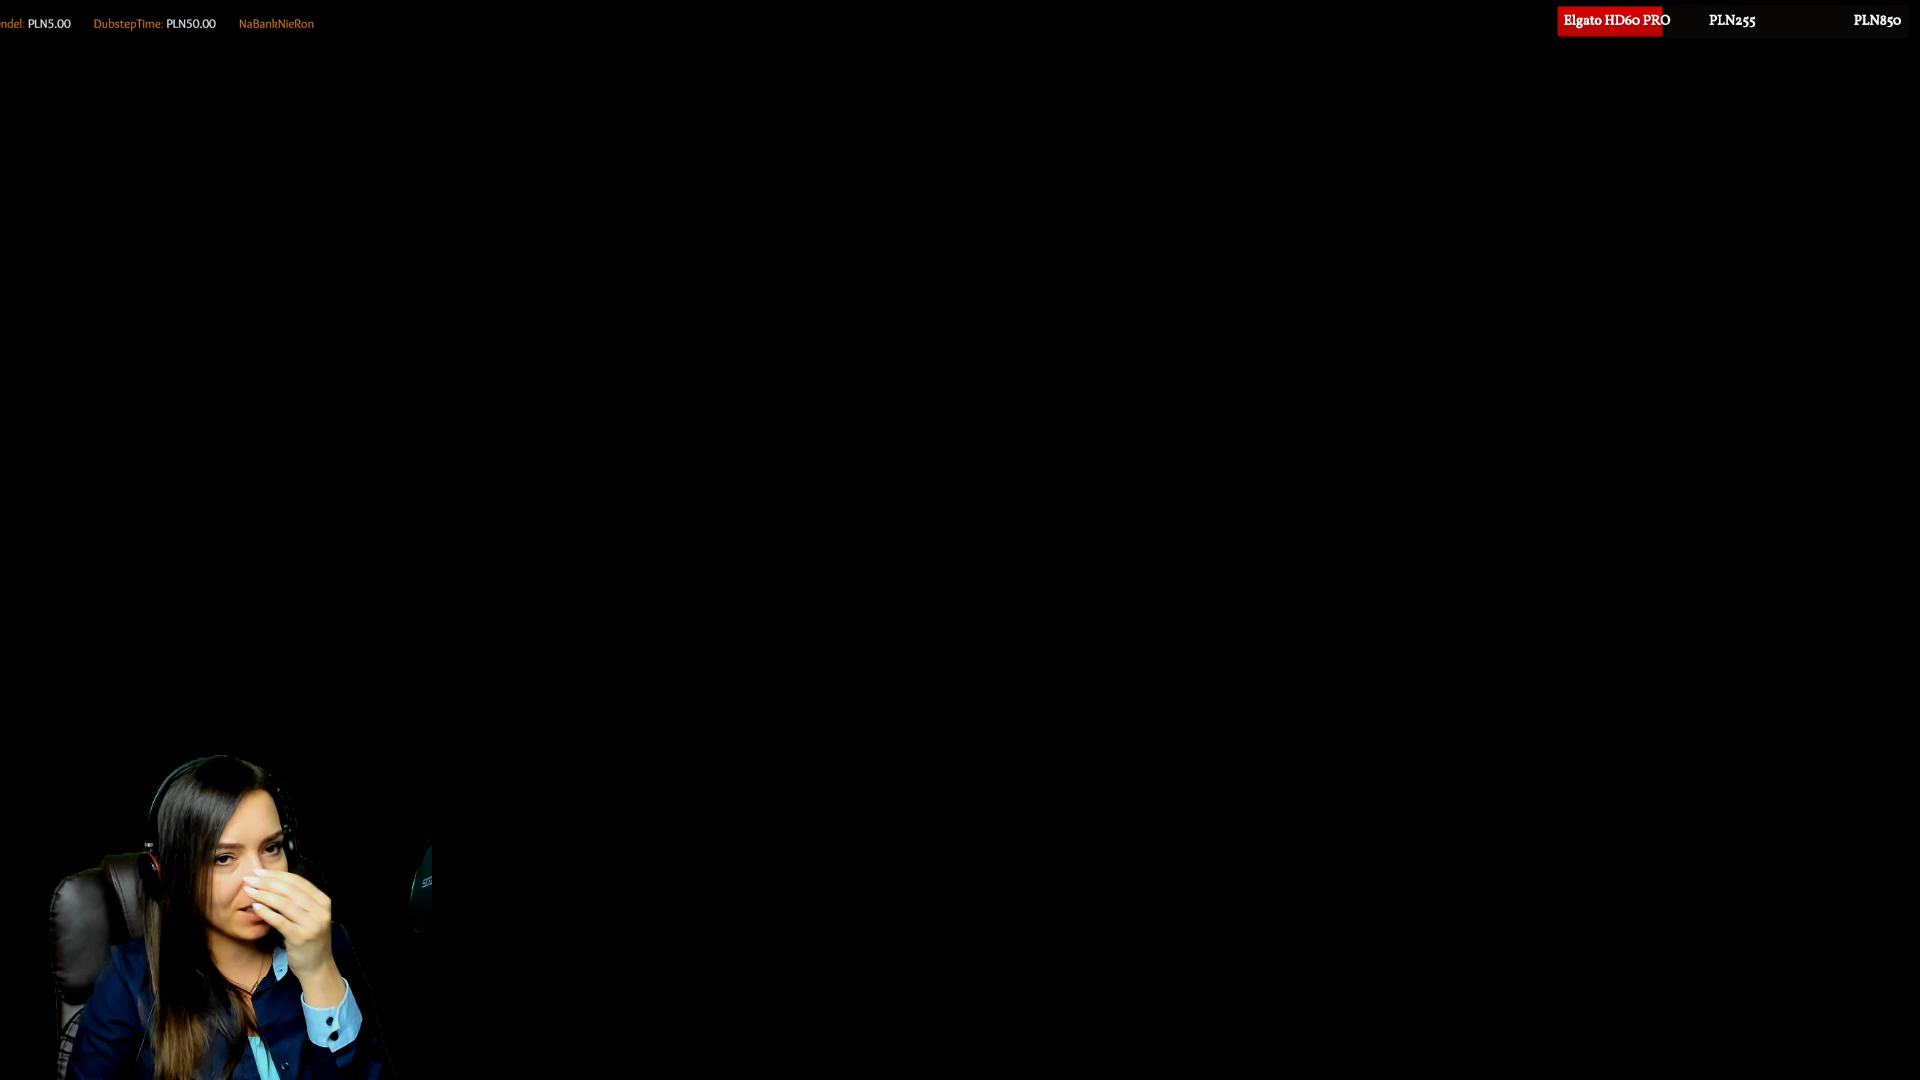 ndel: PLN5.00 DubstepTime: PLN50.00 NaBankNieRon
Elgato HD60 PRO PLN255 PLN850